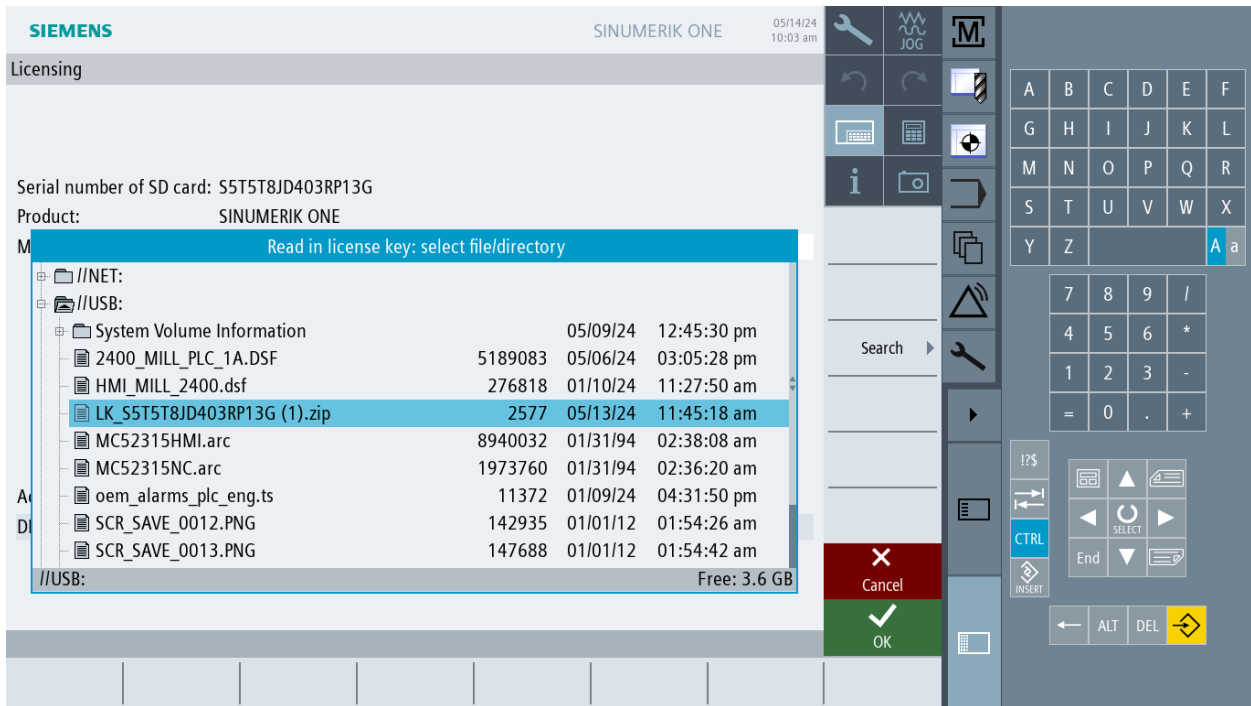 SIEMENS
SINUMERIK ONE
05/14/24
10:03 am
Licensing
Serial number of SD card: S5T5T8JD403RP13G
Product: SINUMERIK ONE
M
Read in license key: select file/directory
//NET:
//USB:
System Volume Information 05/09/24 12:45:30 pm
2400_MILL_PLC_1A.DSF 5189083 05/06/24 03:05:28 pm
HMI_MILL_2400.dsf 276818 01/10/24 11:27:50 am
LK_S5T5T8JD403RP13G (1).zip 2577 05/13/24 11:45:18 am
MC52315HMI.arc 8940032 01/31/94 02:38:08 am
MC52315NC.arc 1973760 01/31/94 02:36:20 am
oem_alarms_plc_eng.ts 11372 01/09/24 04:31:50 pm
SCR_SAVE_0012.PNG 142935 01/01/12 01:54:26 am
SCR_SAVE_0013.PNG 147688 01/01/12 01:54:42 am
//USB: Free: 3.6 GB
JOG
M
i
Search
Cancel
OK
A B C D E F
G H I J K L
M N O P Q R
S T U V W X
Y Z A a
7 8 9 /
4 5 6 *
1 2 3 -
= 0 . +
!?$
CTRL
INSERT
SELECT
End
ALT DEL